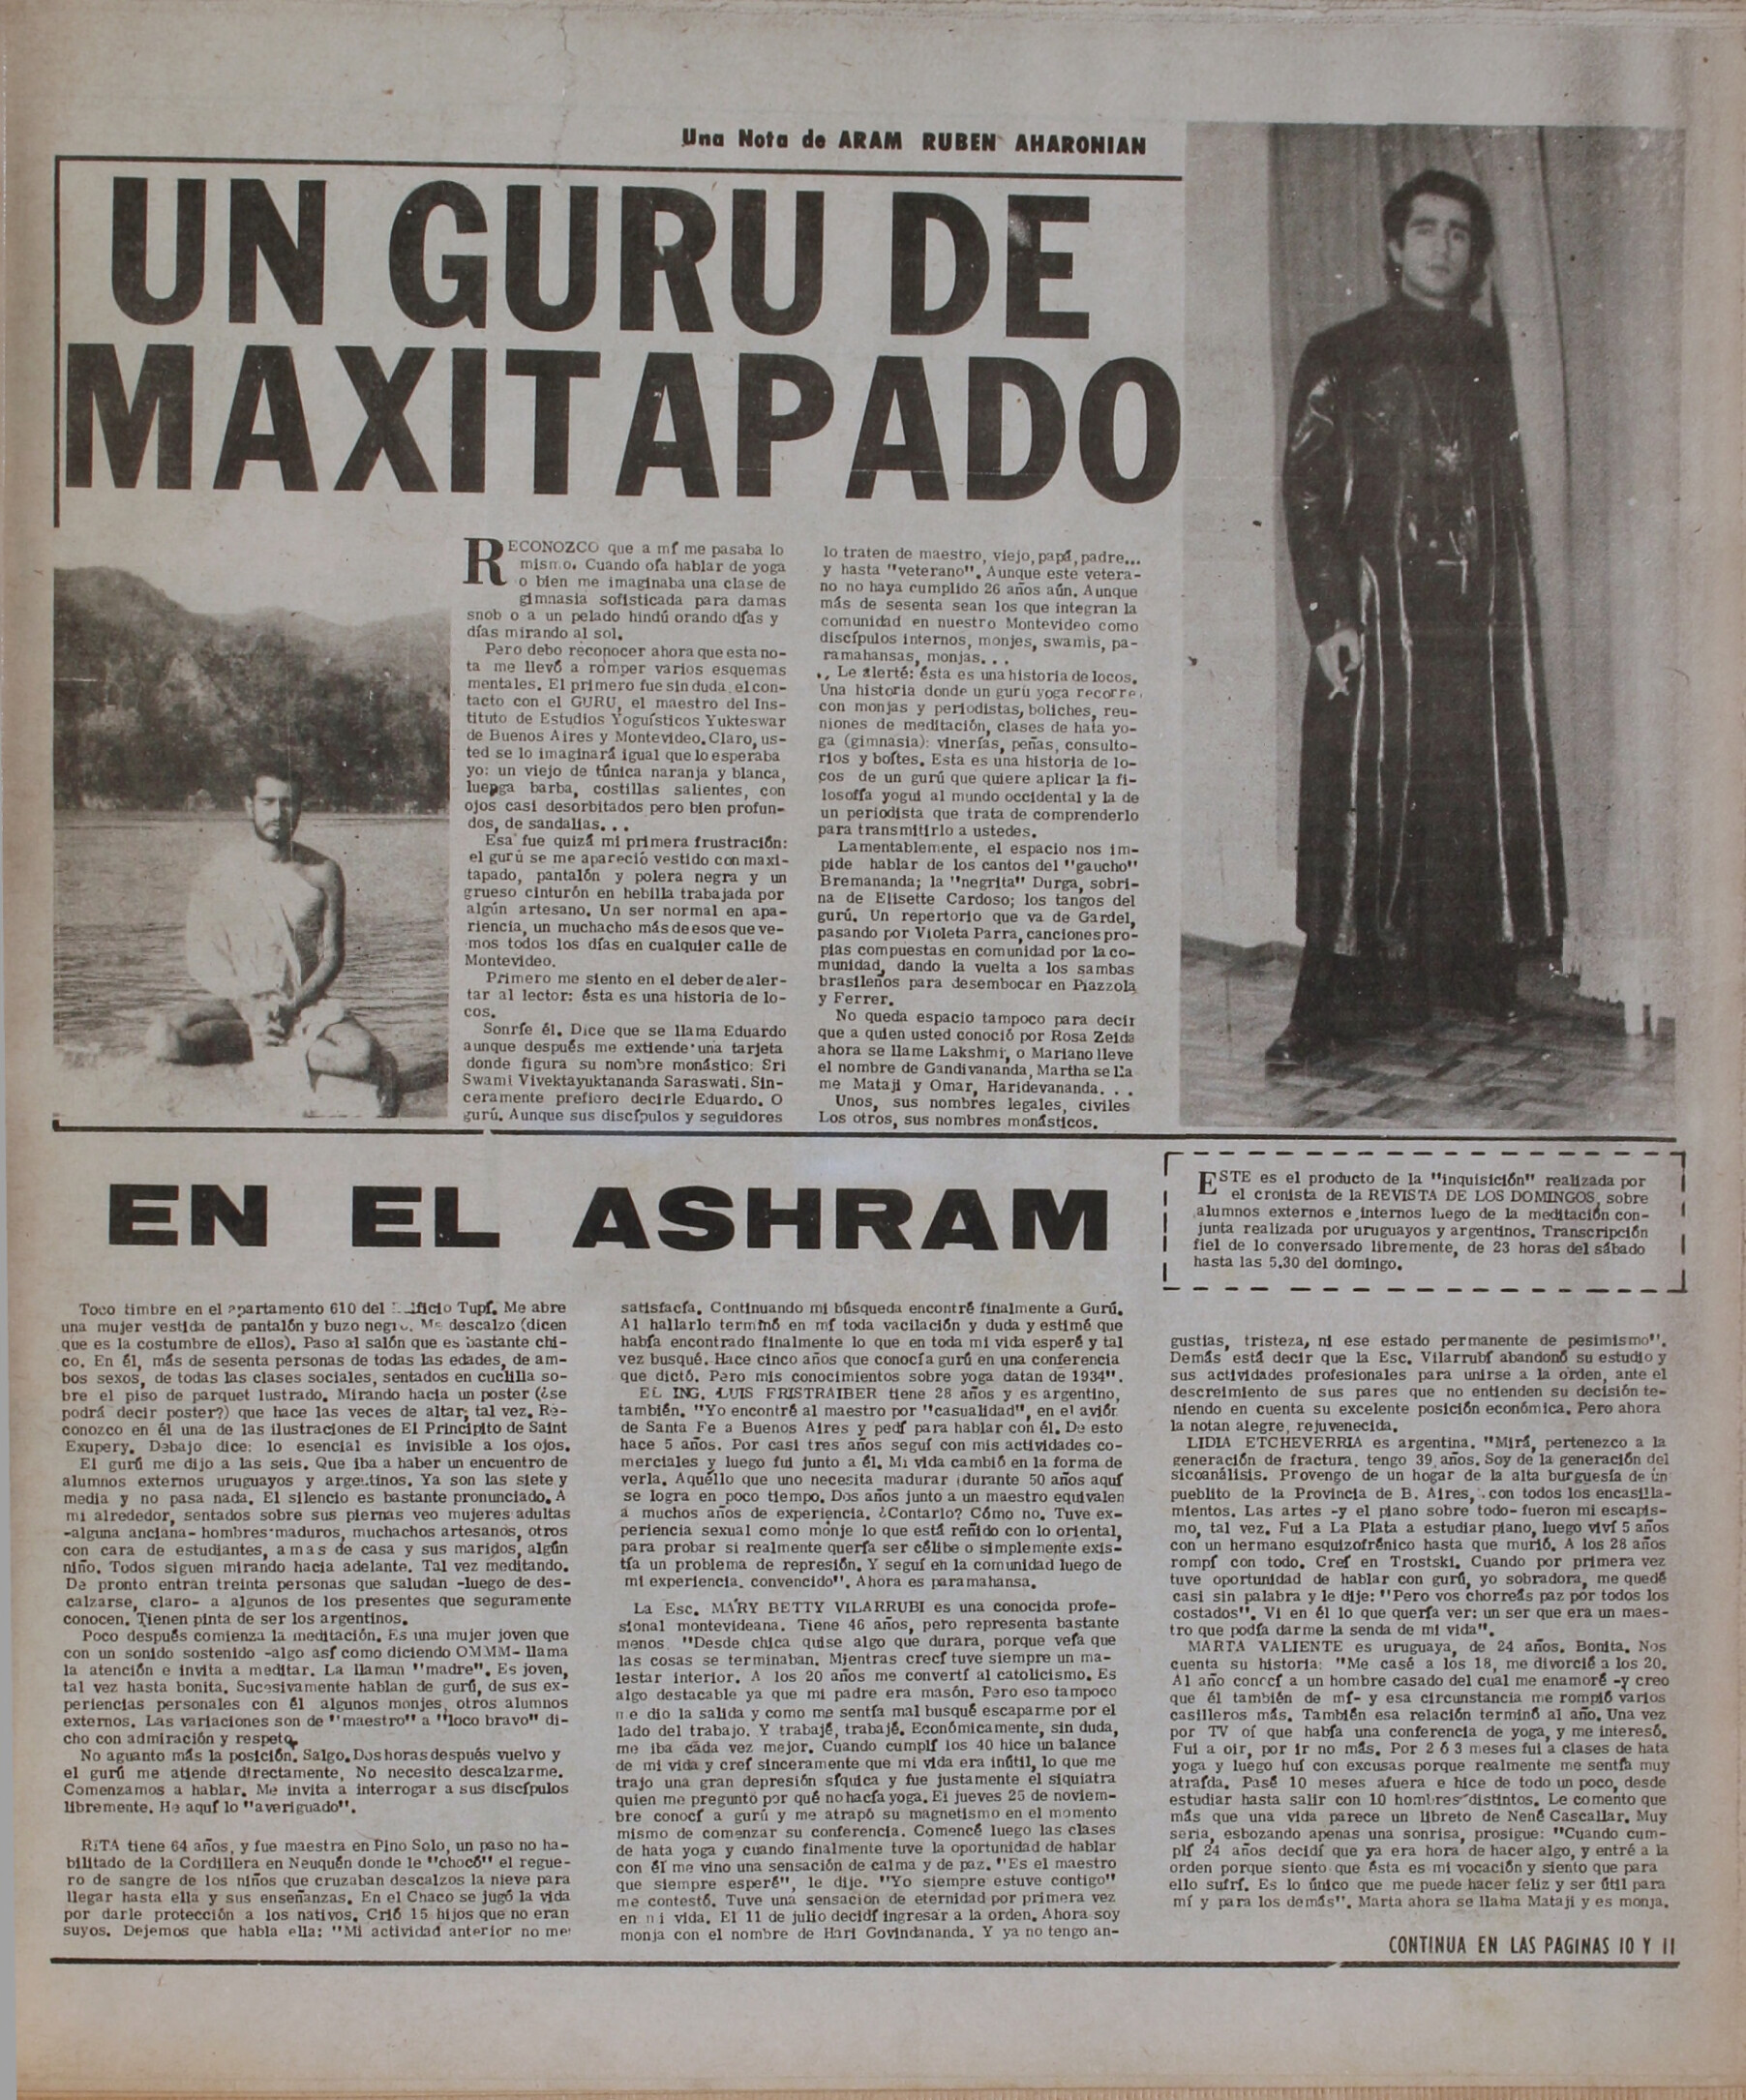 Una Nota de ARAM RUBEN AHARONIAN
UN GURU DE
MAXITAPADO
RECONOZCO que a mí me pasaba lo
mismo. Cuando oía hablar de yoga
o bien me imaginaba una clase de
gimnasia sofisticada para damas
snob o a un pelado hindú orando días y
días mirando al sol.
Pero debo reconocer ahora que esta no-
ta me llevó a romper varios esquemas
mentales. El primero fue sin duda el con-
tacto con el GURU, el maestro del Ins-
tituto de Estudios Yoguísticos Yukteswar
de Buenos Aires y Montevideo. Claro, us-
ted se lo imaginará igual que lo esperaba
yo: un viejo de túnica naranja y blanca,
luenga barba, costillas salientes, con
ojos casi desorbitados pero bien profun-
dos, de sandalias...
Esa fue quizá mi primera frustración:
el gurú se me apareció vestido con maxi-
tapado, pantalón y polera negra y un
grueso cinturón en hebilla trabajada por
algún artesano. Un ser normal en apa-
riencia, un muchacho más de esos que ve-
mos todos los días en cualquier calle de
Montevideo.
Primero me siento en el deber de aler-
tar al lector: ésta es una historia de lo-
cos.
Sonríe él. Dice que se llama Eduardo
aunque después me extiende una tarjeta
donde figura su nombre monástico: Sri
Swami Vivektayuktananda Saraswati. Sin-
ceramente prefiero decirle Eduardo. O
gurú. Aunque sus discípulos y seguidores
lo traten de maestro, viejo, papá, padre...
y hasta "veterano". Aunque este vetera-
no no haya cumplido 26 años aún. Aunque
más de sesenta sean los que integran la
comunidad en nuestro Montevideo como
discípulos internos, monjes, swamis, pa-
ramahansas, monjas...
Le alerté: ésta es una historia de locos.
Una historia donde un gurú yoga recorre
con monjas y periodistas, boliches, reu-
niones de meditación, clases de hata yo-
ga (gimnasia): vinerías, peñas, consulto-
rios y boîtes. Esta es una historia de lo-
cos de un gurú que quiere aplicar la fi-
losofía yogui al mundo occidental y la de
un periodista que trata de comprenderlo
para transmitirlo a ustedes.
Lamentablemente, el espacio nos im-
pide hablar de los cantos del "gaucho"
Bremananda; la "negrita" Durga, sobri-
na de Elisette Cardoso; los tangos del
gurú. Un repertorio que va de Gardel,
pasando por Violeta Parra, canciones pro-
pias compuestas en comunidad por la co-
munidad, dando la vuelta a los sambas
brasileños para desembocar en Piazzola
y Ferrer.
No queda espacio tampoco para decir
que a quien usted conoció por Rosa Zeida
ahora se llame Lakshmi, o Mariano lleve
el nombre de Gandivananda, Martha se lla
me Mataji y Omar, Haridevananda...
Unos, sus nombres legales, civiles
Los otros, sus nombres monásticos.
EN EL ASHRAM
ESTE es el producto de la "inquisición" realizada por
el cronista de la REVISTA DE LOS DOMINGOS, sobre
alumnos externos e internos luego de la meditación con-
junta realizada por uruguayos y argentinos. Transcripción
fiel de lo conversado libremente, de 23 horas del sábado
hasta las 5.30 del domingo.
Toco timbre en el apartamento 610 del Edificio Tupí. Me abre
una mujer vestida de pantalón y buzo negro. Me descalzo (dicen
que es la costumbre de ellos). Paso al salón que es bastante chi-
co. En él, más de sesenta personas de todas las edades, de am-
bos sexos, de todas las clases sociales, sentados en cuclilla so-
bre el piso de parquet lustrado. Mirando hacia un poster (¿se
podrá decir poster?) que hace las veces de altar, tal vez. Re-
conozco en él una de las ilustraciones de El Principito de Saint
Exupery. Debajo dice: lo esencial es invisible a los ojos.
El gurú me dijo a las seis. Que iba a haber un encuentro de
alumnos externos uruguayos y argentinos. Ya son las siete y
media y no pasa nada. El silencio es bastante pronunciado. A
mi alrededor, sentados sobre sus piernas veo mujeres adultas
-alguna anciana- hombres maduros, muchachos artesanos, otros
con cara de estudiantes, amas de casa y sus maridos, algún
niño. Todos siguen mirando hacia adelante. Tal vez meditando.
De pronto entran treinta personas que saludan -luego de des-
calzarse, claro- a algunos de los presentes que seguramente
conocen. Tienen pinta de ser los argentinos.
Poco después comienza la meditación. Es una mujer joven que
con un sonido sostenido -algo así como diciendo OMMM- llama
la atención e invita a meditar. La llaman "madre". Es joven,
tal vez hasta bonita. Sucesivamente hablan de gurú, de sus ex-
periencias personales con él algunos monjes, otros alumnos
externos. Las variaciones son de "maestro" a "loco bravo" di-
cho con admiración y respeto.
No aguanto más la posición. Salgo. Dos horas después vuelvo y
el gurú me atiende directamente. No necesito descalzarme.
Comenzamos a hablar. Me invita a interrogar a sus discípulos
libremente. He aquí lo "averiguado".
RITA tiene 64 años, y fue maestra en Pino Solo, un paso no ha-
bilitado de la Cordillera en Neuquén donde le "chocó" el regue-
ro de sangre de los niños que cruzaban descalzos la nieve para
llegar hasta ella y sus enseñanzas. En el Chaco se jugó la vida
por darle protección a los nativos. Crió 15 hijos que no eran
suyos. Dejemos que habla ella: "Mi actividad anterior no me
satisfacía. Continuando mi búsqueda encontré finalmente a Gurú.
Al hallarlo terminó en mí toda vacilación y duda y estimé que
había encontrado finalmente lo que en toda mi vida esperé y tal
vez busqué. Hace cinco años que conocía gurú en una conferencia
que dictó. Pero mis conocimientos sobre yoga datan de 1934".
EL ING. LUIS FRISTRAIBER tiene 28 años y es argentino,
también. "Yo encontré al maestro por "casualidad", en el avión
de Santa Fe a Buenos Aires y pedí para hablar con él. De esto
hace 5 años. Por casi tres años seguí con mis actividades co-
merciales y luego fui junto a él. Mi vida cambió en la forma de
verla. Aquéllo que uno necesita madurar durante 50 años aquí
se logra en poco tiempo. Dos años junto a un maestro equivalen
a muchos años de experiencia. ¿Contarlo? Cómo no. Tuve ex-
periencia sexual como monje lo que está reñido con lo oriental,
para probar si realmente quería ser célibe o simplemente exis-
tía un problema de represión. Y seguí en la comunidad luego de
mi experiencia. convencido". Ahora es paramahansa.
La Esc. MARY BETTY VILARRUBI es una conocida profe-
sional montevideana. Tiene 46 años, pero representa bastante
menos. "Desde chica quise algo que durara, porque veía que
las cosas se terminaban. Mientras crecí tuve siempre un ma-
lestar interior. A los 20 años me convertí al catolicismo. Es
algo destacable ya que mi padre era masón. Pero eso tampoco
me dio la salida y como me sentía mal busqué escaparme por el
lado del trabajo. Y trabajé, trabajé. Económicamente, sin duda,
me iba cada vez mejor. Cuando cumplí los 40 hice un balance
de mi vida y creí sinceramente que mi vida era inútil, lo que me
trajo una gran depresión síquica y fue justamente el siquiatra
quien me preguntó por qué no hacía yoga. El jueves 25 de noviem-
bre conocí a gurú y me atrapó su magnetismo en el momento
mismo de comenzar su conferencia. Comencé luego las clases
de hata yoga y cuando finalmente tuve la oportunidad de hablar
con él me vino una sensación de calma y de paz. "Es el maestro
que siempre esperé", le dije. "Yo siempre estuve contigo"
me contestó. Tuve una sensación de eternidad por primera vez
en mi vida. El 11 de julio decidí ingresar a la orden. Ahora soy
monja con el nombre de Hari Govindananda. Y ya no tengo an-
gustias, tristeza, ni ese estado permanente de pesimismo".
Demás está decir que la Esc. Vilarrubí abandonó su estudio y
sus actividades profesionales para unirse a la orden, ante el
descreimiento de sus pares que no entienden su decisión te-
niendo en cuenta su excelente posición económica. Pero ahora
la notan alegre, rejuvenecida.
LIDIA ETCHEVERRIA es argentina. "Mirá, pertenezco a la
generación de fractura. tengo 39 años. Soy de la generación del
sicoanálisis. Provengo de un hogar de la alta burguesía de un
pueblito de la Provincia de B. Aires, con todos los encasilla-
mientos. Las artes -y el piano sobre todo- fueron mi escapis-
mo, tal vez. Fui a La Plata a estudiar piano, luego viví 5 años
con un hermano esquizofrénico hasta que murió. A los 28 años
rompí con todo. Creí en Trostski. Cuando por primera vez
tuve oportunidad de hablar con gurú, yo sobradora, me quedé
casi sin palabra y le dije: "Pero vos chorreás paz por todos los
costados". Vi en él lo que quería ver: un ser que era un maes-
tro que podía darme la senda de mi vida".
MARTA VALIENTE es uruguaya, de 24 años. Bonita. Nos
cuenta su historia: "Me casé a los 18, me divorcié a los 20.
Al año conocí a un hombre casado del cual me enamoré -y creo
que él también de mí- y esa circunstancia me rompió varios
casilleros más. También esa relación terminó al año. Una vez
por TV oí que había una conferencia de yoga, y me interesó.
Fui a oir, por ir no más. Por 2 ó 3 meses fui a clases de hata
yoga y luego huí con excusas porque realmente me sentía muy
atraída. Pasé 10 meses afuera e hice de todo un poco, desde
estudiar hasta salir con 10 hombres distintos. Le comento que
más que una vida parece un libreto de Nené Cascallar. Muy
seria, esbozando apenas una sonrisa, prosigue: "Cuando cum-
plí 24 años decidí que ya era hora de hacer algo, y entré a la
orden porque siento que ésta es mi vocación y siento que para
ello sufrí. Es lo único que me puede hacer feliz y ser útil para
mí y para los demás". Marta ahora se llama Mataji y es monja.
CONTINUA EN LAS PAGINAS 10 Y 11